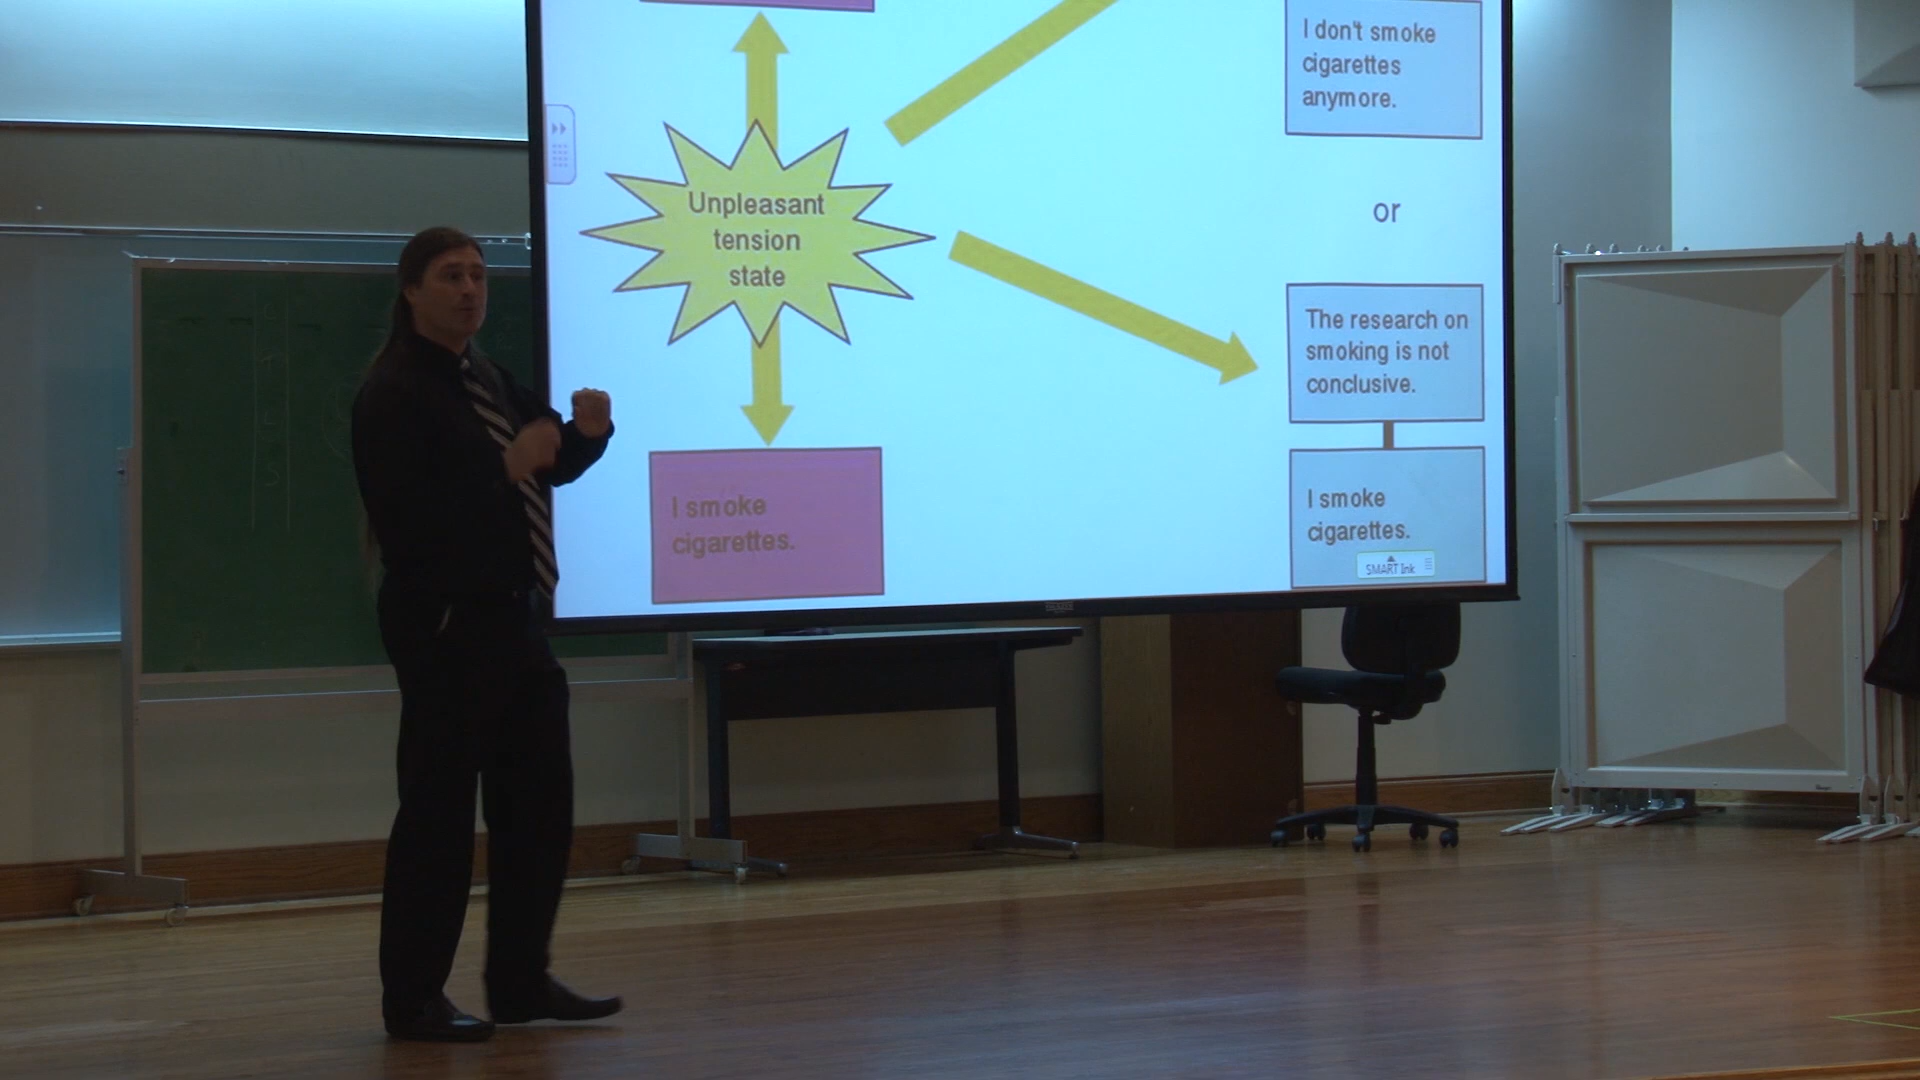 Unpleasant
tension
state
I smoke
cigarettes.
I don't smoke
cigarettes
anymore.
or
The research on
smoking is not
conclusive.
I smoke
cigarettes.
SMART Ink